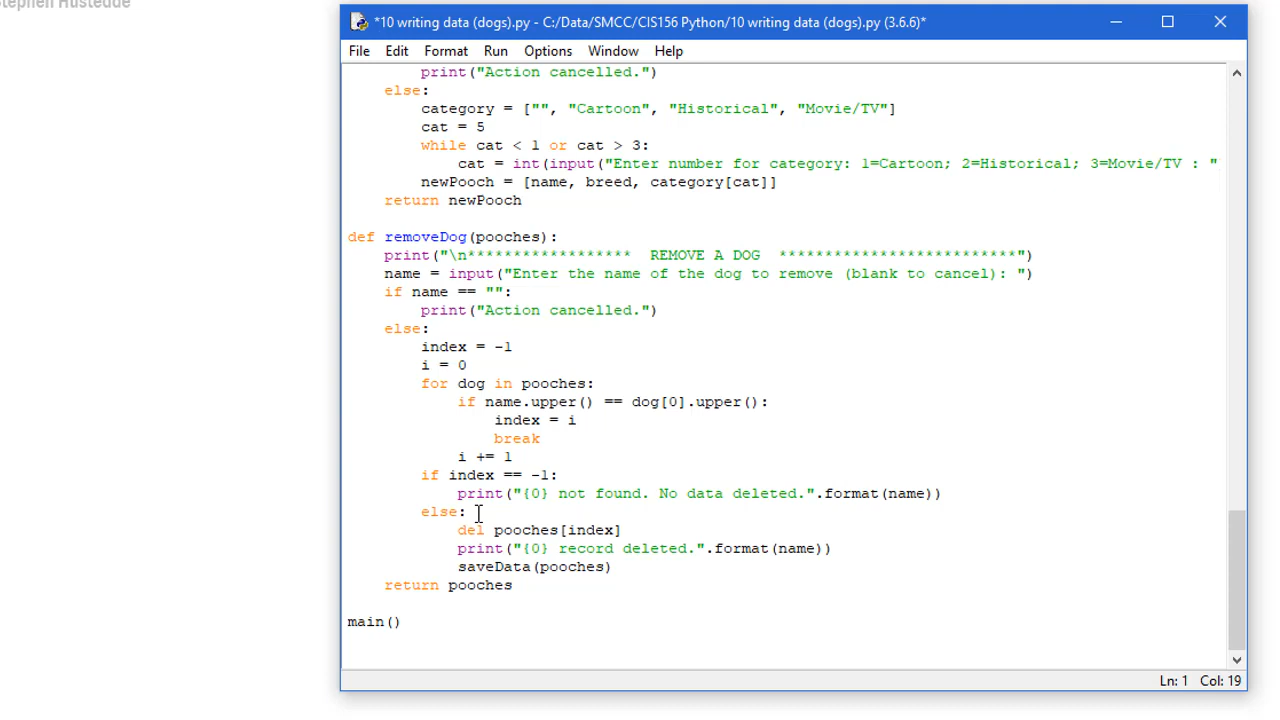 Stephen Hustedde
*10 writing data (dogs).py - C:/Data/SMCC/CIS156 Python/10 writing data (dogs).py (3.6.6)*
File Edit Format Run Options Window Help
print("Action cancelled.")
else:
category = ["", "Cartoon", "Historical", "Movie/TV"]
cat = 5
while cat < 1 or cat > 3:
cat = int(input("Enter number for category: 1=Cartoon; 2=Historical; 3=Movie/TV : "
newPooch = [name, breed, category[cat]]
return newPooch
def removeDog(pooches):
print("\n****************** REMOVE A DOG **************************")
name = input("Enter the name of the dog to remove (blank to cancel): ")
if name == "":
print("Action cancelled.")
else:
index = -1
i = 0
for dog in pooches:
if name.upper() == dog[0].upper():
index = i
break
i += 1
if index == -1:
print("{0} not found. No data deleted.".format(name))
else:
del pooches[index]
print("{0} record deleted.".format(name))
saveData(pooches)
return pooches
main()
Ln: 1 Col: 19